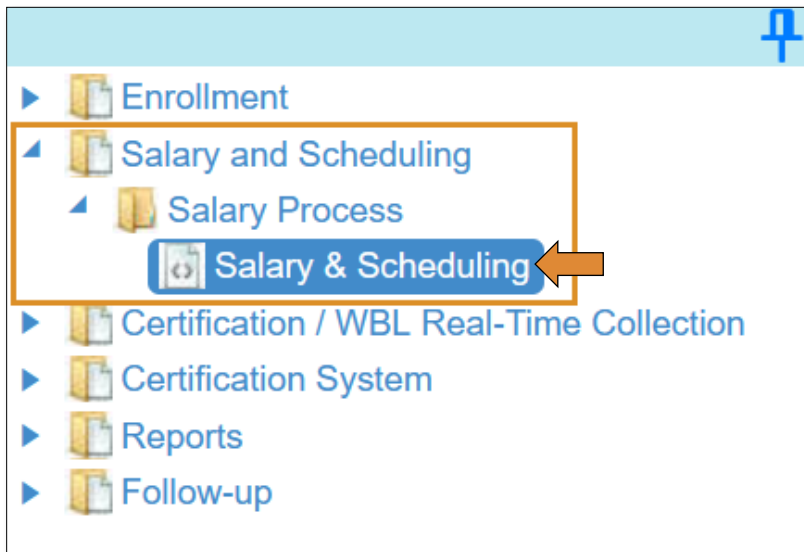 Enrollment
Salary and Scheduling
Salary Process
Salary & Scheduling
Certification / WBL Real-Time Collection
Certification System
Reports
Follow-up